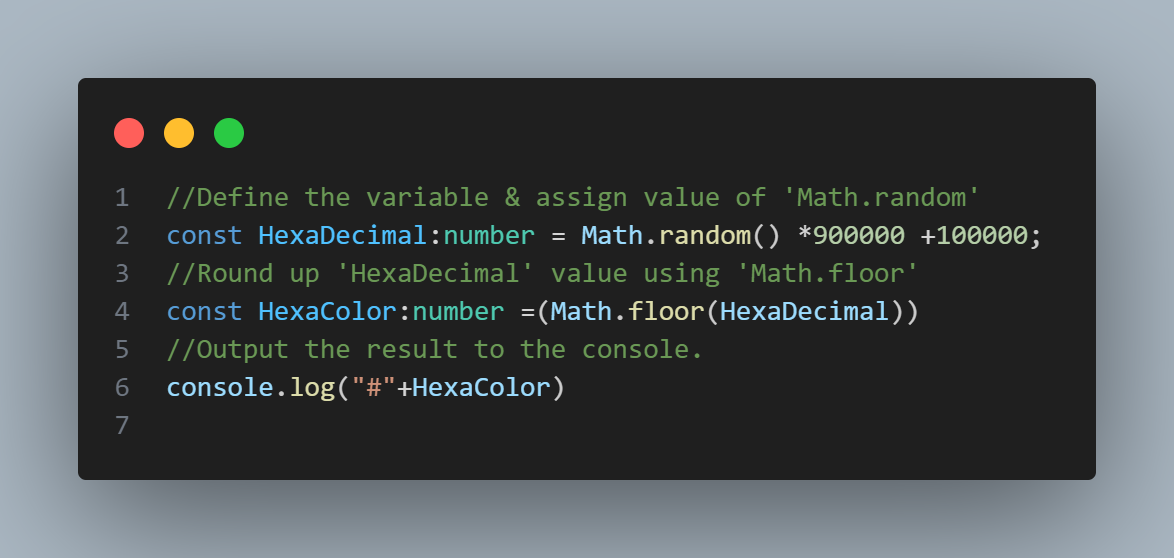 1 //Define the variable & assign value of 'Math.random'
2 const HexaDecimal:number = Math.random() *900000 +100000;
3 //Round up 'HexaDecimal' value using 'Math.floor'
4 const HexaColor:number =(Math.floor(HexaDecimal))
5 //Output the result to the console.
6 console.log("#"+HexaColor)
7